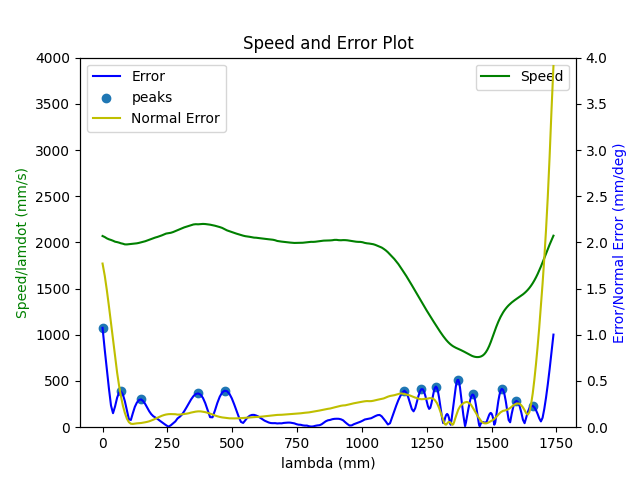 Speed and Error Plot
Error
peaks
Normal Error
Speed
Speed/lamdot (mm/s)
4000
3500
3000
2500
2000
1500
1000
500
0
4.0
3.5
3.0
2.5
2.0
1.5
1.0
0.5
0.0
Error/Normal Error (mm/deg)
0 250 500 750 1000 1250 1500 1750
lambda (mm)